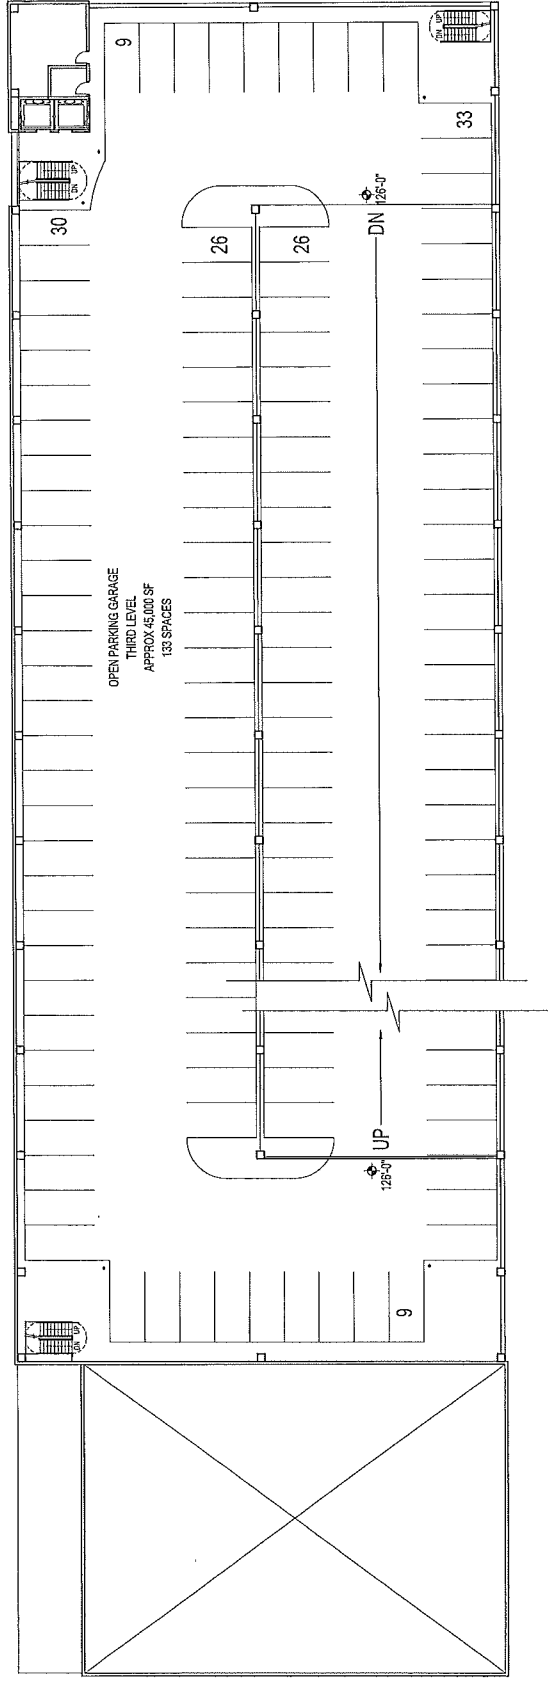 9
UP
DN
33
UP
DN
30
126'-0"
DN
26
26
OPEN PARKING GARAGE
THIRD LEVEL
APPROX 45,000 SF
133 SPACES
UP
126'-0"
9
UP
DN